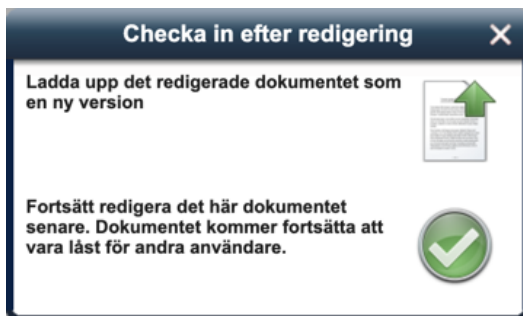 Checka in efter redigering
Ladda upp det redigerade dokumentet som
en ny version
Fortsätt redigera det här dokumentet
senare. Dokumentet kommer fortsätta att
vara låst för andra användare.